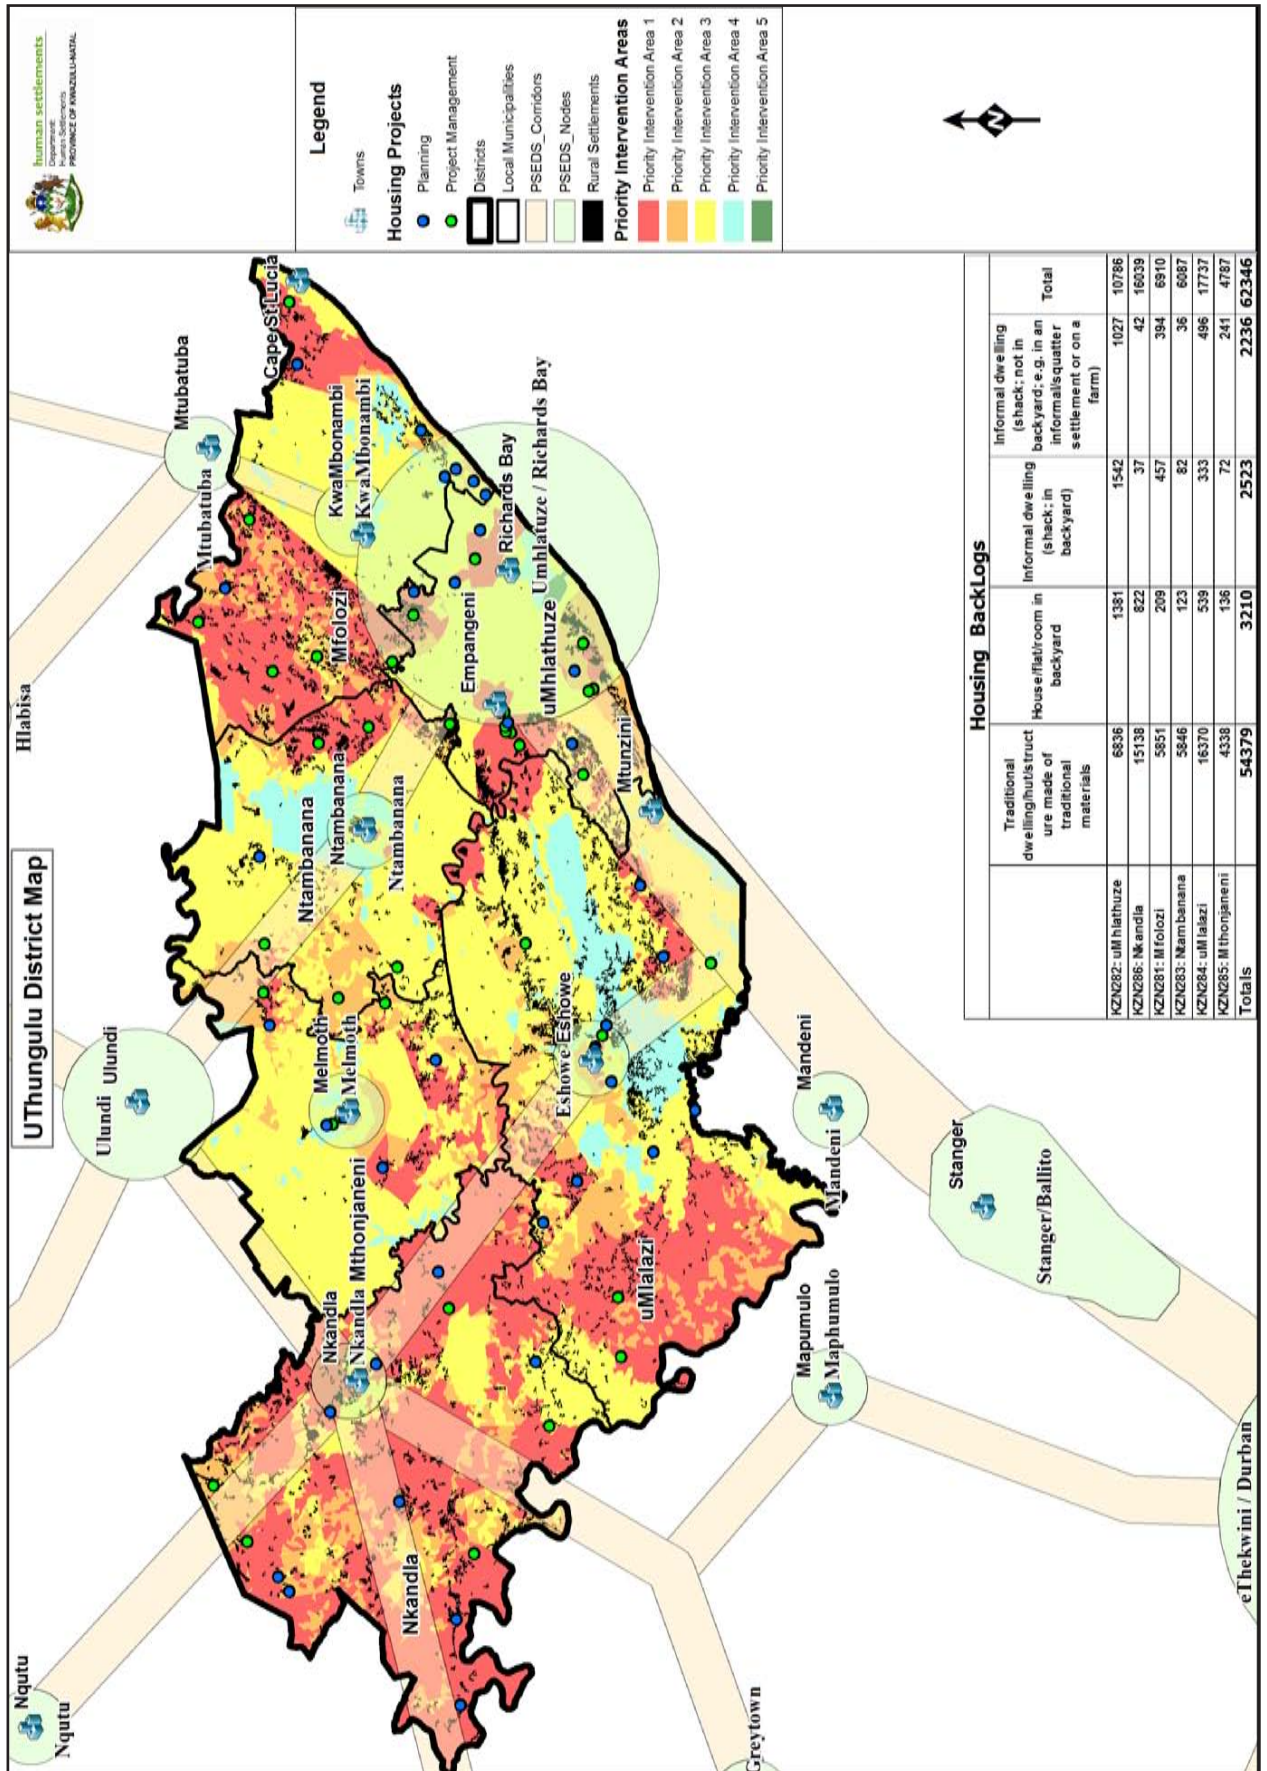 UThungulu District Map
human settlements
Department:
Human Settlements
PROVINCE OF KWAZULU-NATAL
Legend
Towns
Housing Projects
Planning
Project Management
Districts
Local Municipalities
PSEDS_Corridors
PSEDS_Nodes
Rural Settlements
Priority Intervention Areas
Priority Intervention Area 1
Priority Intervention Area 2
Priority Intervention Area 3
Priority Intervention Area 4
Priority Intervention Area 5
N
Nqutu
Nqutu
Ulundi
Ulundi
Hlabisa
Mtubatuba
Mtubatuba
Cape St Lucia
KwaMbonambi
KwaMbonambi
Mfolozi
Richards Bay
Umhlatuze / Richards Bay
Empangeni
uMhlathuze
Ntambanana
Ntambanana
Ntambanana
Mtunzini
Melmoth
Melmoth
Mthonjaneni
Eshowe
Eshowe
Nkandla
Nkandla
Nkandla
uMlalazi
Mandeni
Mandeni
Mapumulo
Maphumulo
Stanger
Stanger/Ballito
Greytown
eThekwini / Durban
Housing BackLogs
Traditional dwelling/hut/struct ure made of traditional materials House/flat/room in backyard Informal dwelling (shack; in backyard) Informal dwelling (shack; not in backyard; e.g. in an informal/squatter settlement or on a farm) Total
KZN282: uMhlathuze 6836 1381 1542 1027 10786
KZN286: Nkandla 15138 822 37 42 16039
KZN281: Mfolozi 5851 209 457 394 6910
KZN283: Ntambanana 5846 123 82 36 6087
KZN284: uMlalazi 16370 539 333 496 17737
KZN285: Mthonjaneni 4338 136 72 241 4787
Totals 54379 3210 2523 2236 62346